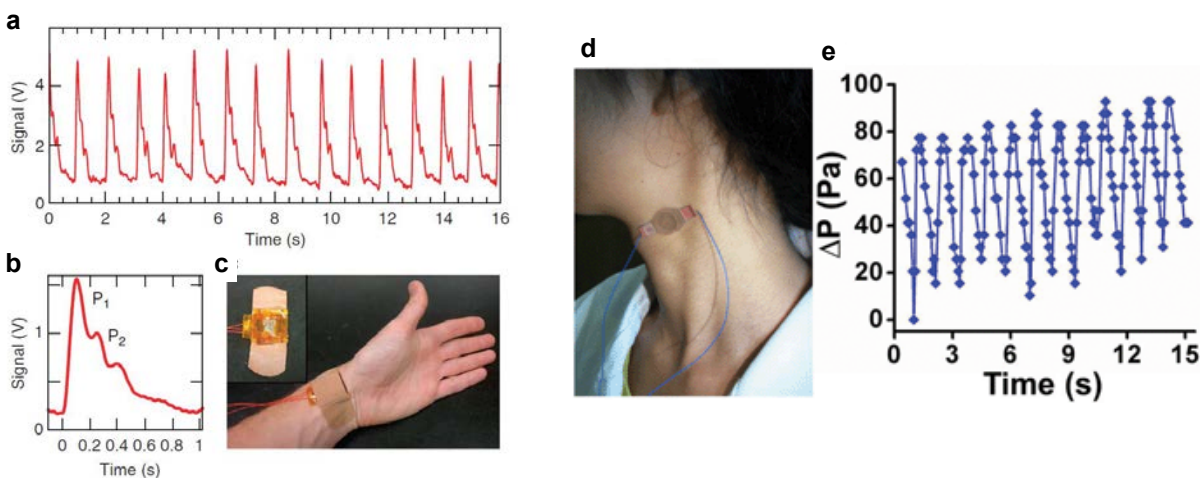 a
Signal (V)
4
2
0
0 2 4 6 8 10 12 14 16
Time (s)
b
Signal (V)
1
0
P1
P2
0 0.2 0.4 0.6 0.8 1
Time (s)
c
d
e
ΔP (Pa)
100
80
60
40
20
0
0 3 6 9 12 15
Time (s)